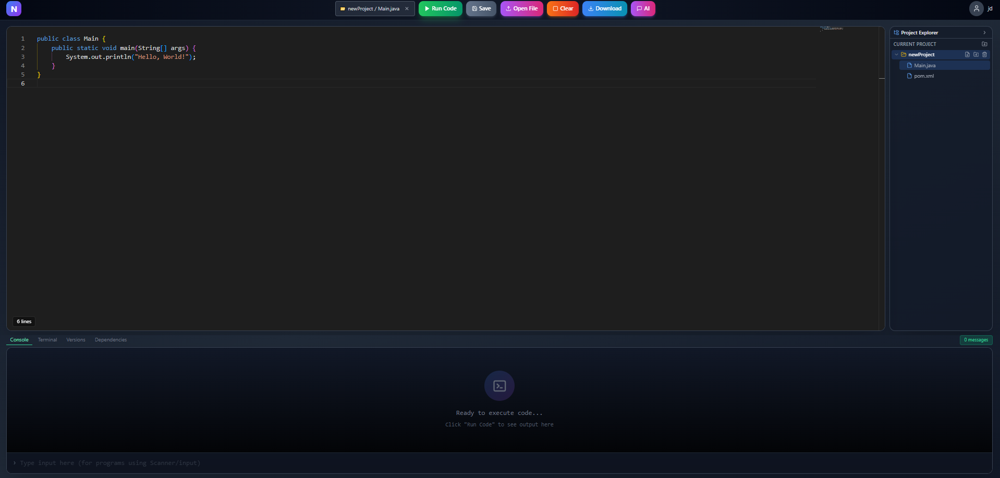 N
newProject / Main.java ×
Run Code
Save
Open File
Clear
Download
AI
jd
1 public class Main {
2     public static void main(String[] args) {
3         System.out.println("Hello, World!");
4     }
5 }
6
6 lines
Project Explorer
CURRENT PROJECT
newProject
Main.java
pom.xml
Console Terminal Versions Dependencies
0 messages
Ready to execute code...
Click "Run Code" to see output here
› Type input here (for programs using Scanner/input)